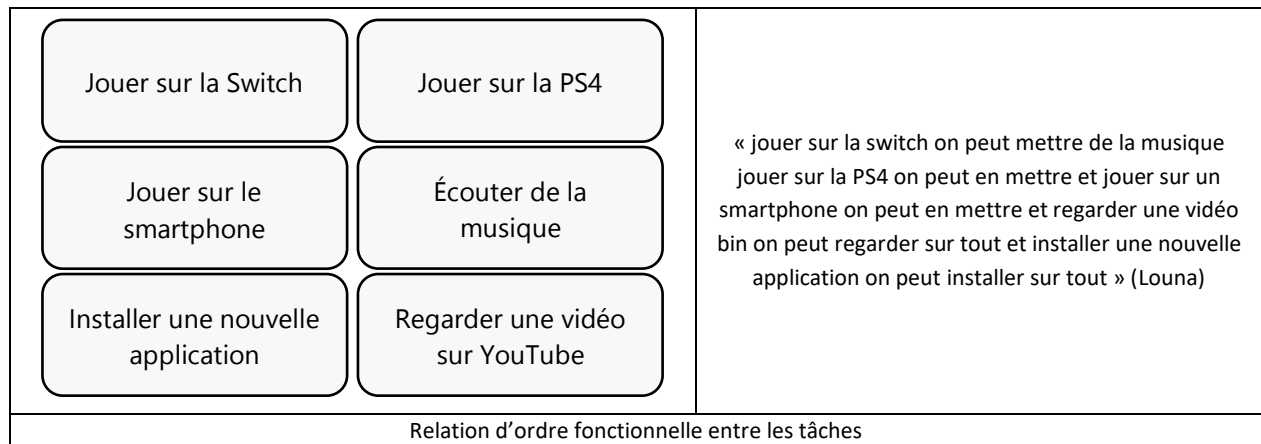 Jouer sur la Switch
Jouer sur la PS4
Jouer sur le
smartphone
Écouter de la
musique
Installer une nouvelle
application
Regarder une vidéo
sur YouTube
« jouer sur la switch on peut mettre de la musique
jouer sur la PS4 on peut en mettre et jouer sur un
smartphone on peut en mettre et regarder une vidéo
bin on peut regarder sur tout et installer une nouvelle
application on peut installer sur tout » (Louna)
Relation d’ordre fonctionnelle entre les tâches